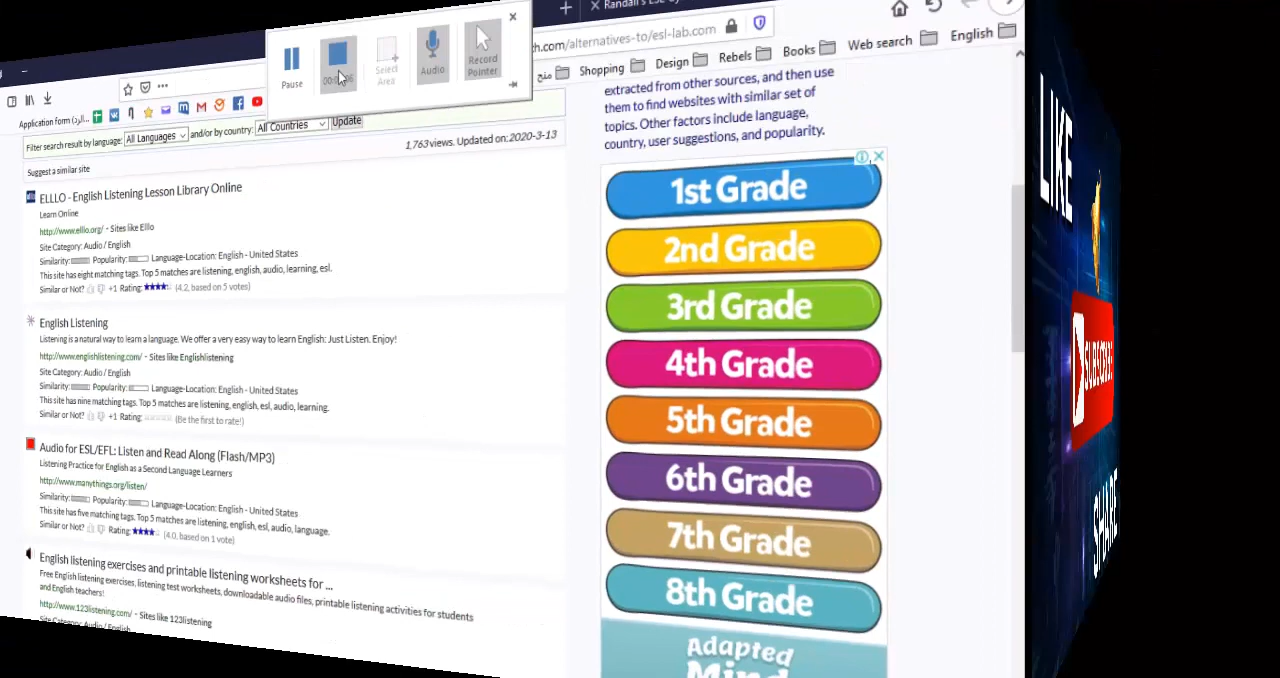 Randall's ESL Cy
Pause
Select
Area
Audio
Record
Pointer
ch.com/alternatives-to/esl-lab.com
منح
Shopping
Design
Rebels
Books
Web search
English
Application form (الرد...
Filter search result by language: All Languages and/or by country: All Countries Update
1,763 views. Updated on: 2020-3-13
Suggest a similar site
ELLLO - English Listening Lesson Library Online
Learn Online
http://www.elllo.org/ - Sites like Elllo
Site Category: Audio / English
Similarity: Popularity: Language-Location: English - United States
This site has eight matching tags. Top 5 matches are listening, english, audio, learning, esl.
Similar or Not? +1 Rating: (4.2, based on 5 votes)
English Listening
Listening is a natural way to learn a language. We offer a very easy way to learn English: Just Listen. Enjoy!
http://www.englishlistening.com/ - Sites like Englishlistening
Site Category: Audio / English
Similarity: Popularity: Language-Location: English - United States
This site has nine matching tags. Top 5 matches are listening, english, esl, audio, learning.
Similar or Not? +1 Rating: (Be the first to rate!)
Audio for ESL/EFL: Listen and Read Along (Flash/MP3)
Listening Practice for English as a Second Language Learners
http://www.manythings.org/listen/
Similarity: Popularity: Language-Location: English - United States
This site has five matching tags. Top 5 matches are listening, english, esl, audio, language.
Similar or Not? Rating: (4.0, based on 1 vote)
English listening exercises and printable listening worksheets for ...
Free English listening exercises, listening test worksheets, downloadable audio files, printable listening activities for students
and English teachers!
http://www.123listening.com/ - Sites like 123listening
Site Category: Audio / English
extracted from other sources, and then use
them to find websites with similar set of
topics. Other factors include language,
country, user suggestions, and popularity.
1st Grade
2nd Grade
3rd Grade
4th Grade
5th Grade
6th Grade
7th Grade
8th Grade
Adapted
Mind
LIKE
SUBSCRIBE
SHARE